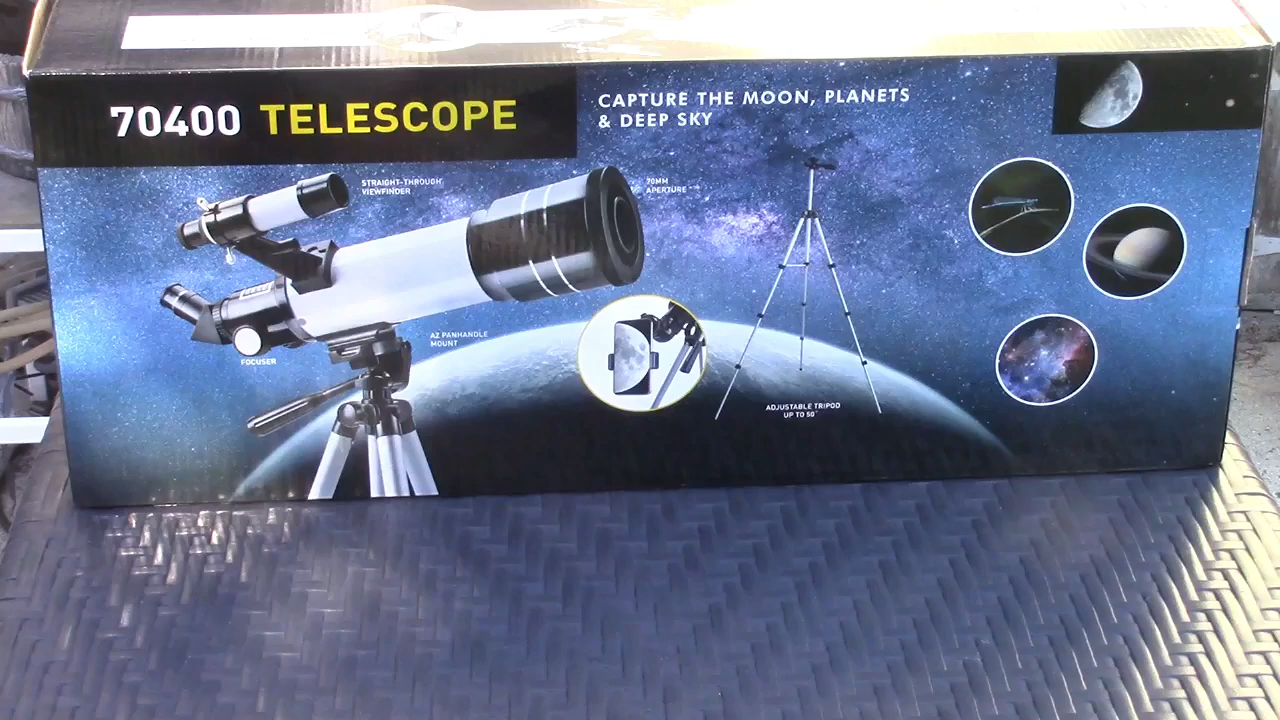 70400 TELESCOPE
CAPTURE THE MOON, PLANETS
& DEEP SKY
STRAIGHT-THROUGH
VIEWFINDER
70MM
APERTURE
AZ PANHANDLE
MOUNT
FOCUSER
ADJUSTABLE TRIPOD
UP TO 50"